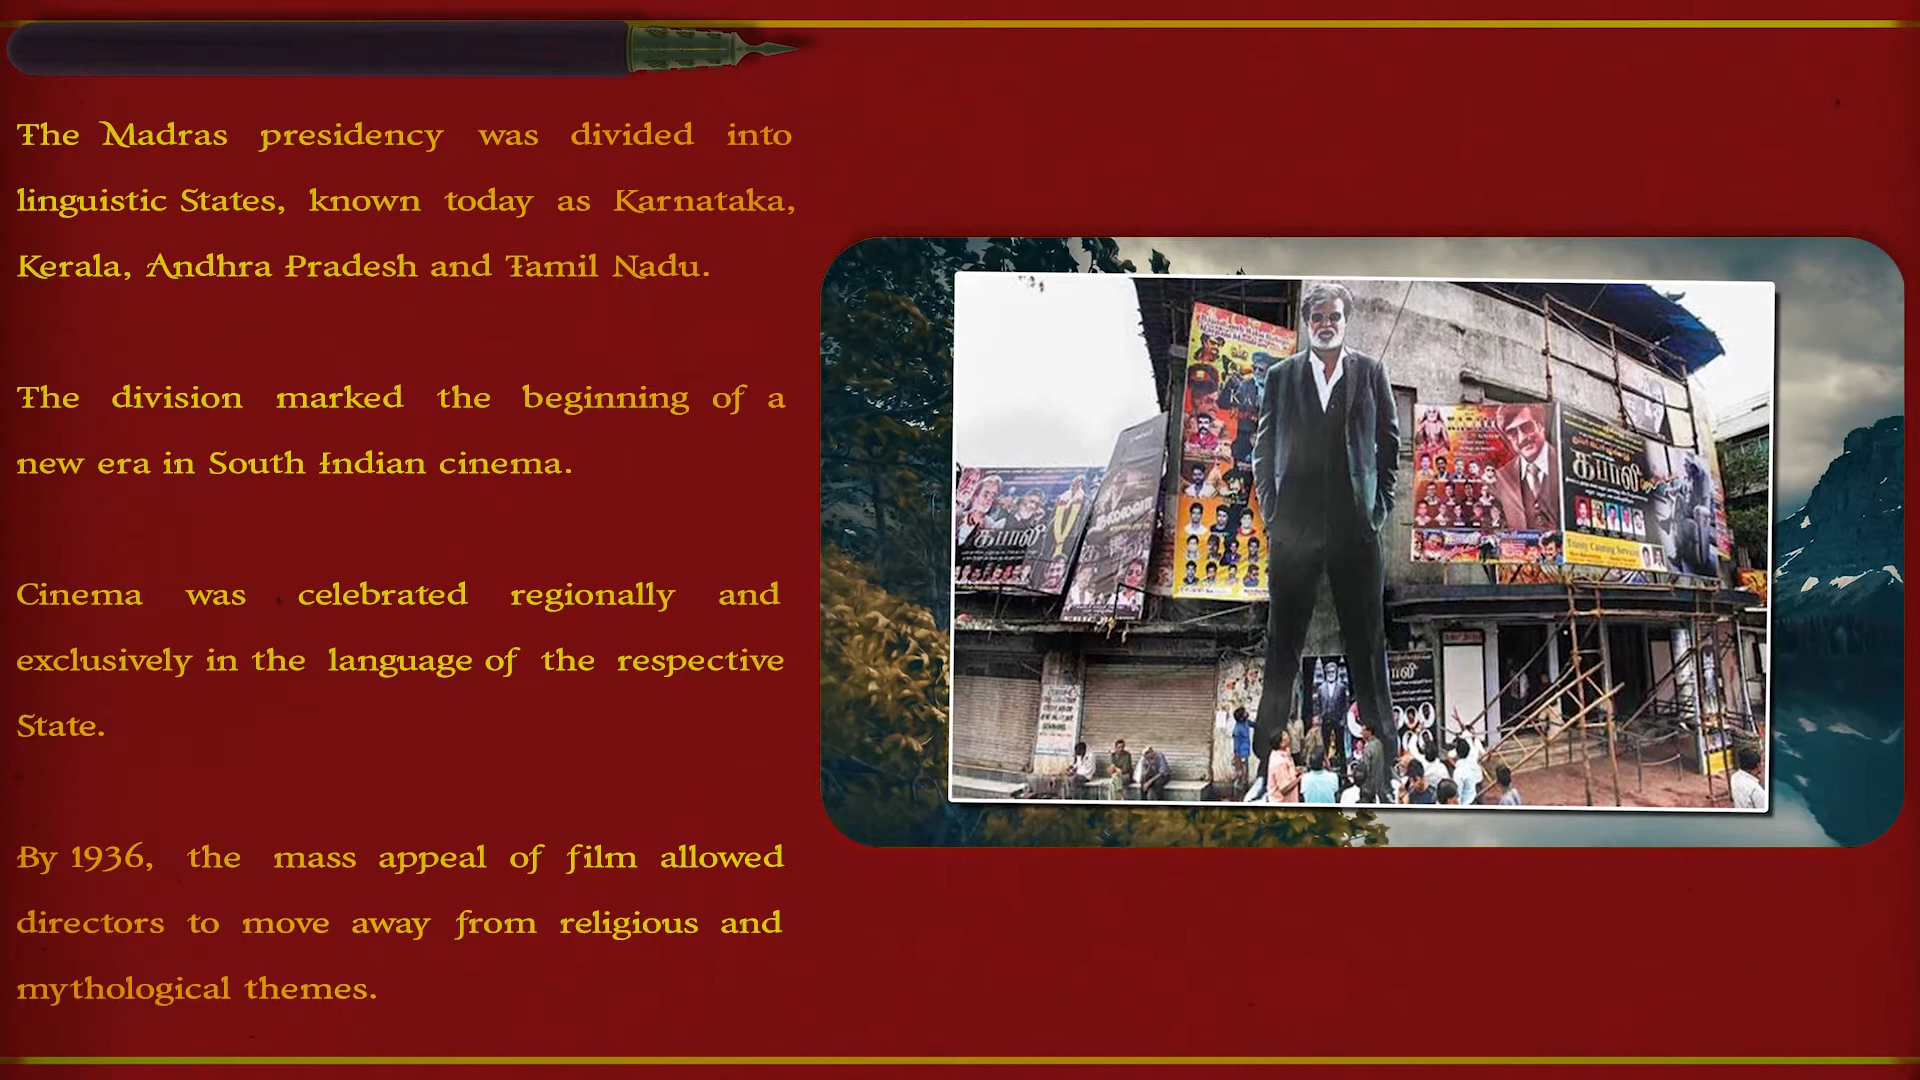 The Madras presidency was divided into
linguistic States, known today as Karnataka,
Kerala, Andhra Pradesh and Tamil Nadu.
The division marked the beginning of a
new era in South Indian cinema.
Cinema was celebrated regionally and
exclusively in the language of the respective
State.
By 1936, the mass appeal of film allowed
directors to move away from religious and
mythological themes.
கபாலி
கபாலி
Trinity Catering Services